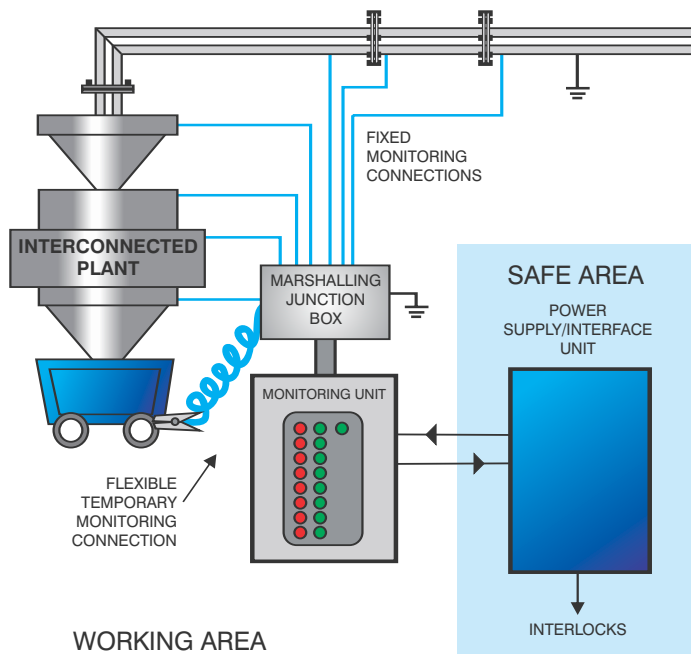 FIXED
MONITORING
CONNECTIONS
INTERCONNECTED
PLANT
MARSHALLING
JUNCTION
BOX
SAFE AREA
POWER
SUPPLY/INTERFACE
UNIT
MONITORING UNIT
FLEXIBLE
TEMPORARY
MONITORING
CONNECTION
INTERLOCKS
WORKING AREA